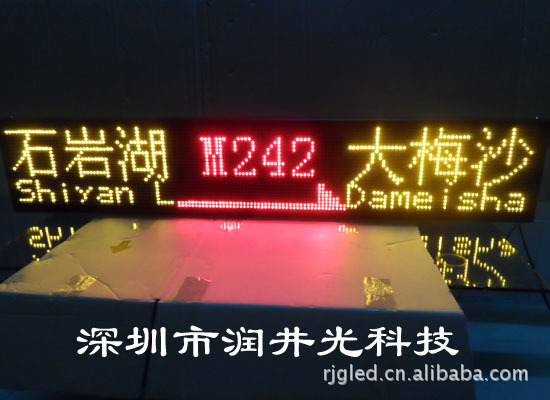 石岩湖 M242 大梅沙
Shiyan L Dameisha
深圳市润井光科技
rjgled.cn.alibaba.com